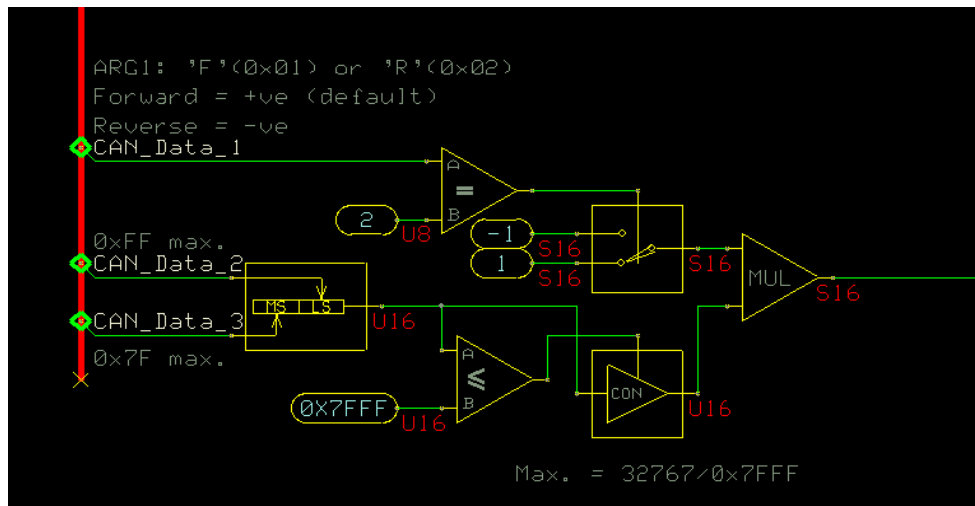 ARG1: 'F'(0x01) or 'R'(0x02)
Forward = +ve (default)
Reverse = -ve
CAN_Data_1
A
=
B
2
U8
-1
S16
1
S16
S16
MUL
S16
0xFF max.
CAN_Data_2
MS LS
U16
CAN_Data_3
0x7F max.
A
≤
B
0X7FFF
U16
CON
U16
Max. = 32767/0x7FFF